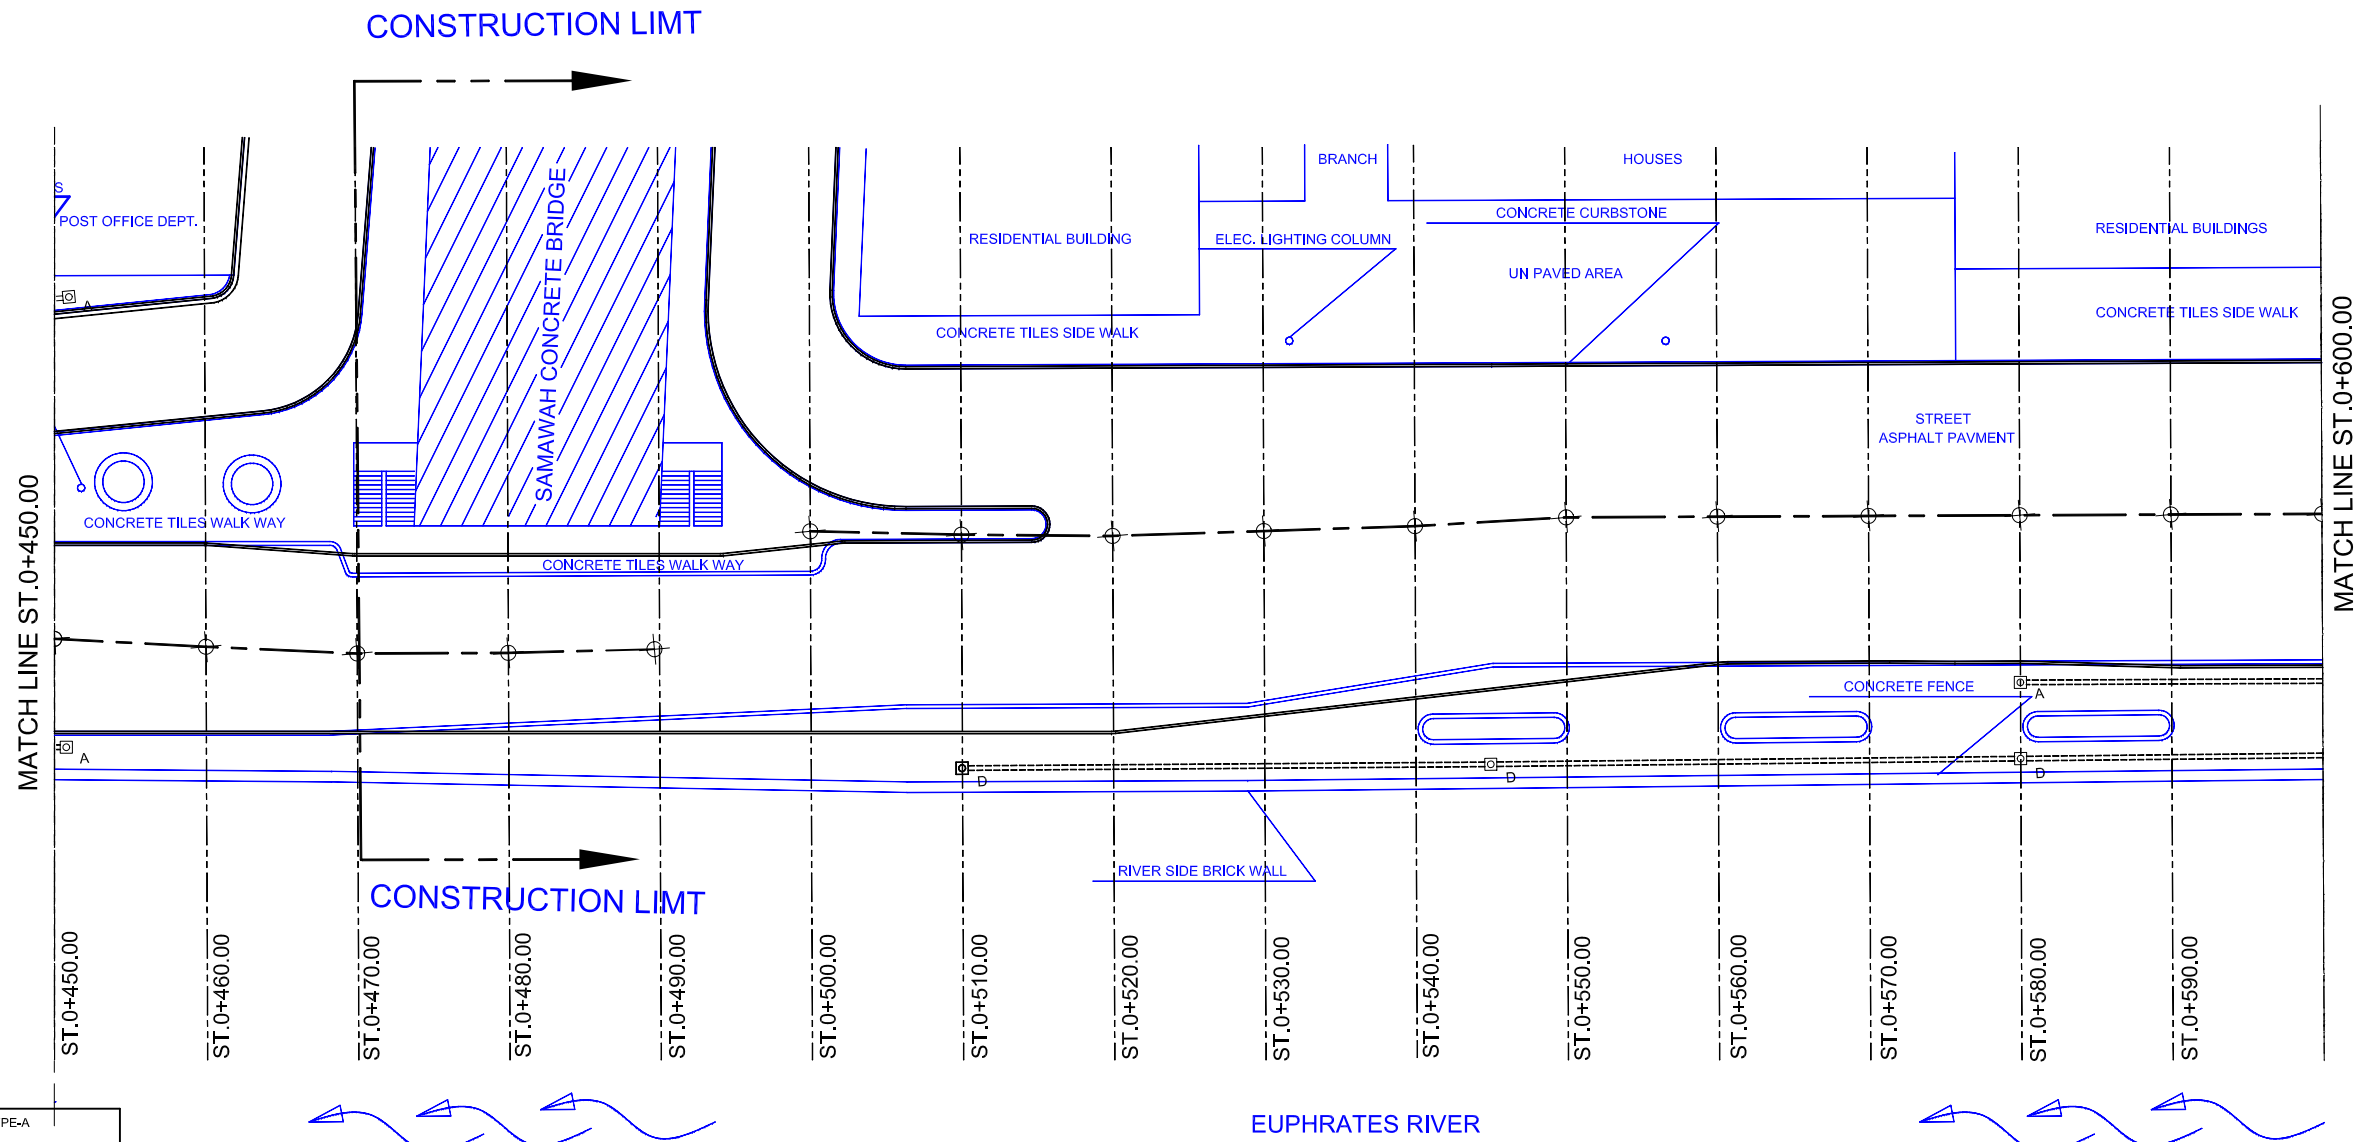 CONSTRUCTION LIMT
S
POST OFFICE DEPT.
A
SAMAWAH CONCRETE BRIDGE
BRANCH
HOUSES
CONCRETE CURBSTONE
RESIDENTIAL BUILDING
ELEC. LIGHTING COLUMN
RESIDENTIAL BUILDINGS
UN PAVED AREA
CONCRETE TILES SIDE WALK
CONCRETE TILES SIDE WALK
STREET
ASPHALT PAVMENT
MATCH LINE ST.0+450.00
MATCH LINE ST.0+600.00
CONCRETE TILES WALK WAY
CONCRETE TILES WALK WAY
CONCRETE FENCE
A
A
D
D
D
RIVER SIDE BRICK WALL
CONSTRUCTION LIMT
ST.0+450.00
ST.0+460.00
ST.0+470.00
ST.0+480.00
ST.0+490.00
ST.0+500.00
ST.0+510.00
ST.0+520.00
ST.0+530.00
ST.0+540.00
ST.0+550.00
ST.0+560.00
ST.0+570.00
ST.0+580.00
ST.0+590.00
PE-A
EUPHRATES RIVER